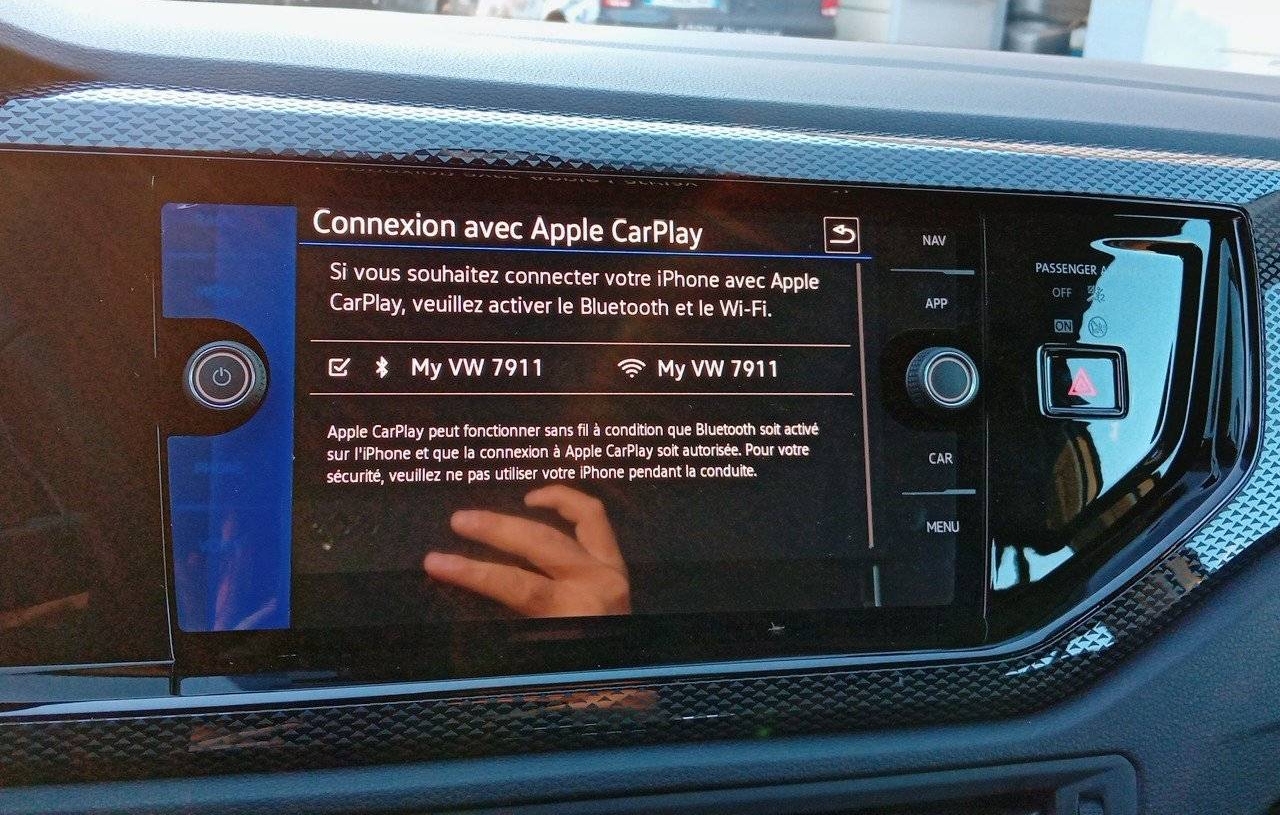 Connexion avec Apple CarPlay
Si vous souhaitez connecter votre iPhone avec Apple
CarPlay, veuillez activer le Bluetooth et le Wi-Fi.
My VW 7911 My VW 7911
Apple CarPlay peut fonctionner sans fil à condition que Bluetooth soit activé
sur l'iPhone et que la connexion à Apple CarPlay soit autorisée. Pour votre
sécurité, veuillez ne pas utiliser votre iPhone pendant la conduite.
NAV
APP
CAR
MENU
PASSENGER
OFF
ON